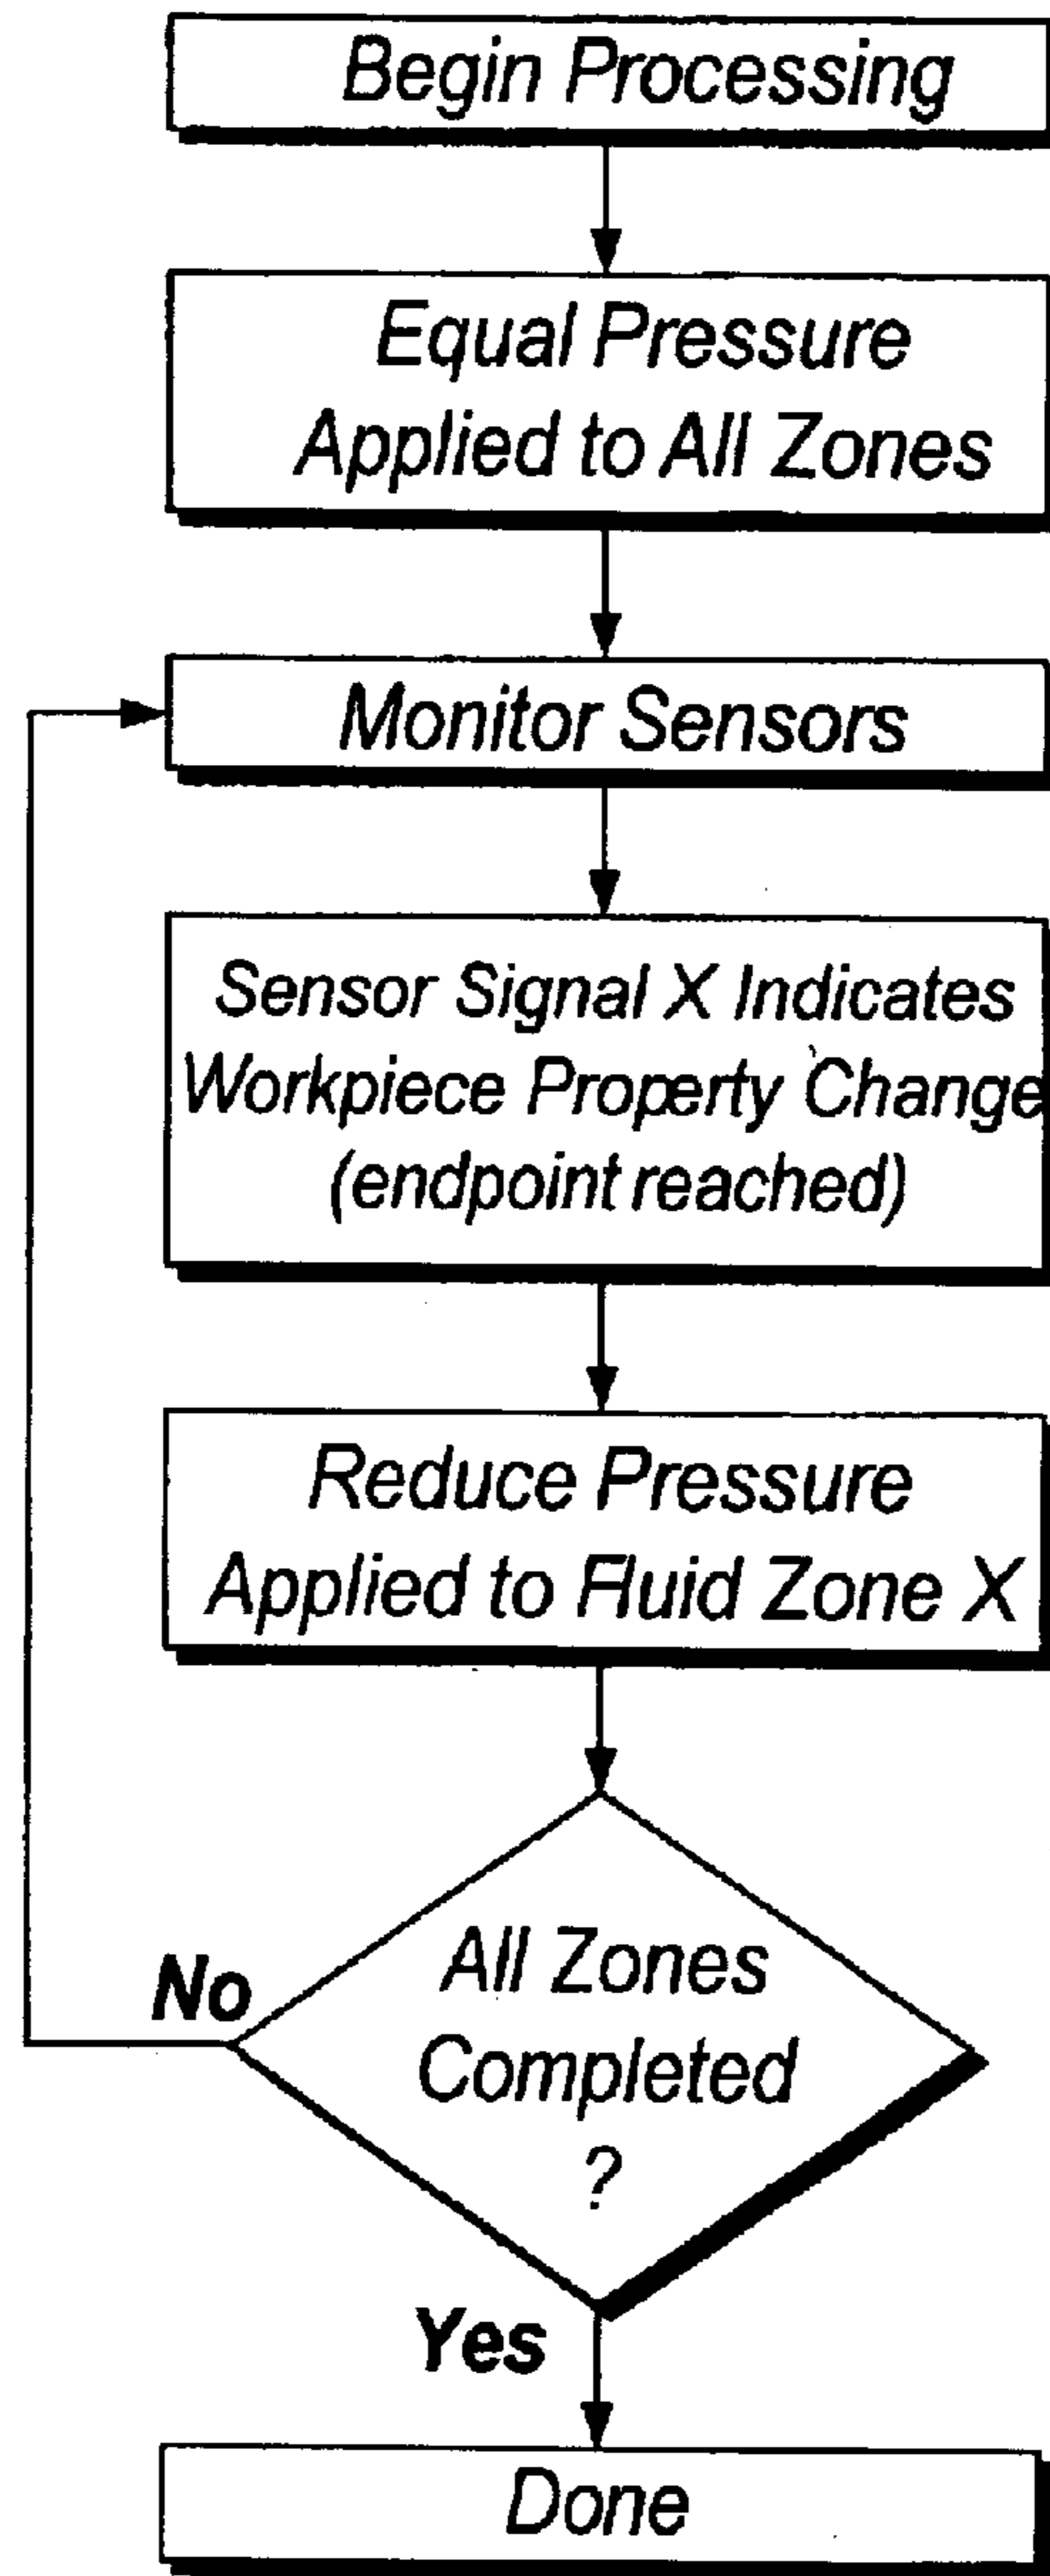 Begin Processing
Equal Pressure
Applied to All Zones
Monitor Sensors
Sensor Signal X Indicates
Workpiece Property Change
(endpoint reached)
Reduce Pressure
Applied to Fluid Zone X
All Zones
Completed
?
No
Yes
Done